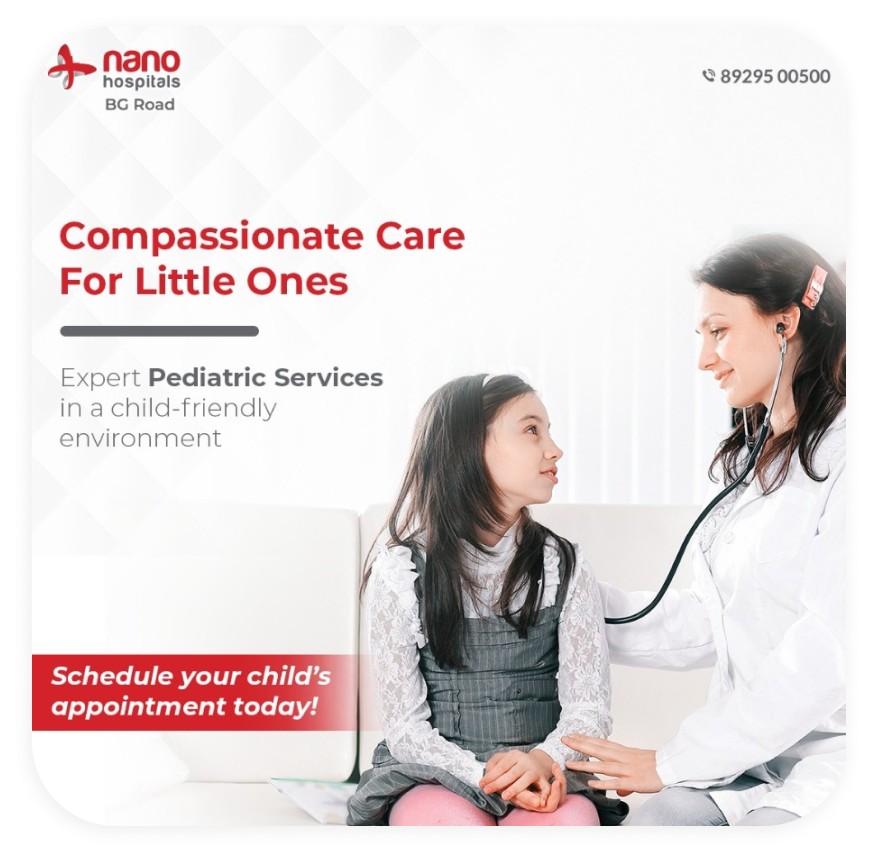 nano
hospitals
BG Road
89295 00500
Compassionate Care
For Little Ones
Expert Pediatric Services
in a child-friendly
environment
Schedule your child's
appointment today!